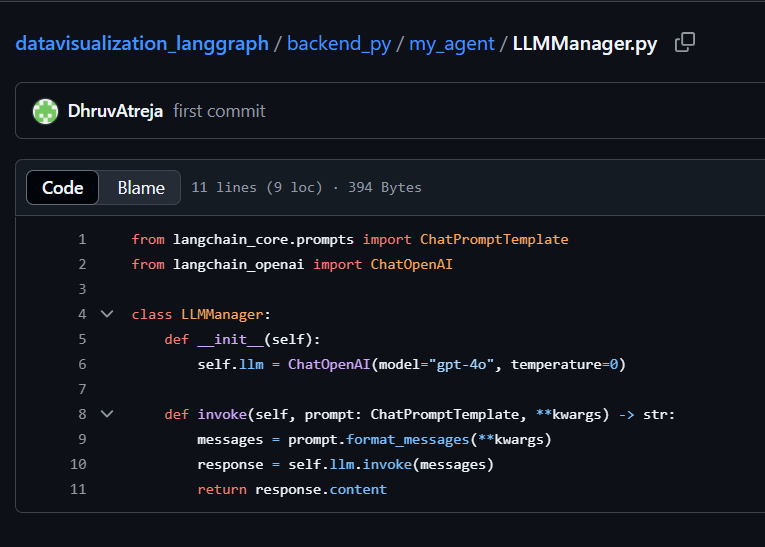 datavisualization_langgraph / backend_py / my_agent / LLMManager.py
DhruvAtreja first commit
Code Blame 11 lines (9 loc) · 394 Bytes
1 from langchain_core.prompts import ChatPromptTemplate
2 from langchain_openai import ChatOpenAI
3
4 class LLMManager:
5     def __init__(self):
6         self.llm = ChatOpenAI(model="gpt-4o", temperature=0)
7
8     def invoke(self, prompt: ChatPromptTemplate, **kwargs) -> str:
9         messages = prompt.format_messages(**kwargs)
10         response = self.llm.invoke(messages)
11         return response.content